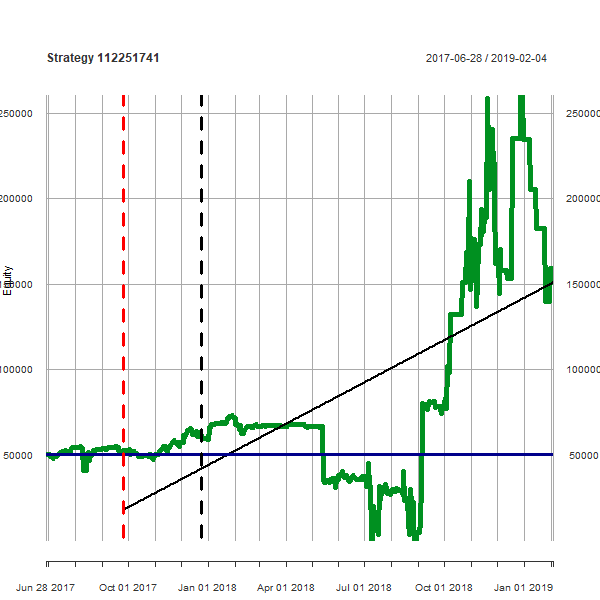 Strategy 112251741
2017-06-28 / 2019-02-04
250000
250000
200000
200000
Equity
150000
150000
100000
100000
50000
50000
Jun 28 2017
Oct 01 2017
Jan 01 2018
Apr 01 2018
Jul 01 2018
Oct 01 2018
Jan 01 2019